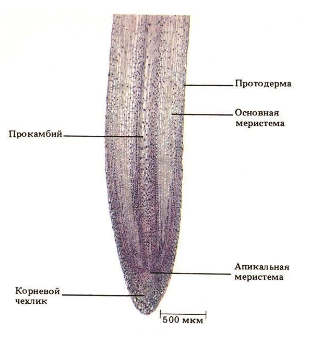 Протодерма
Основная
меристема
Прокамбий
Апикальная
меристема
Корневой
чехлик
500 мкм